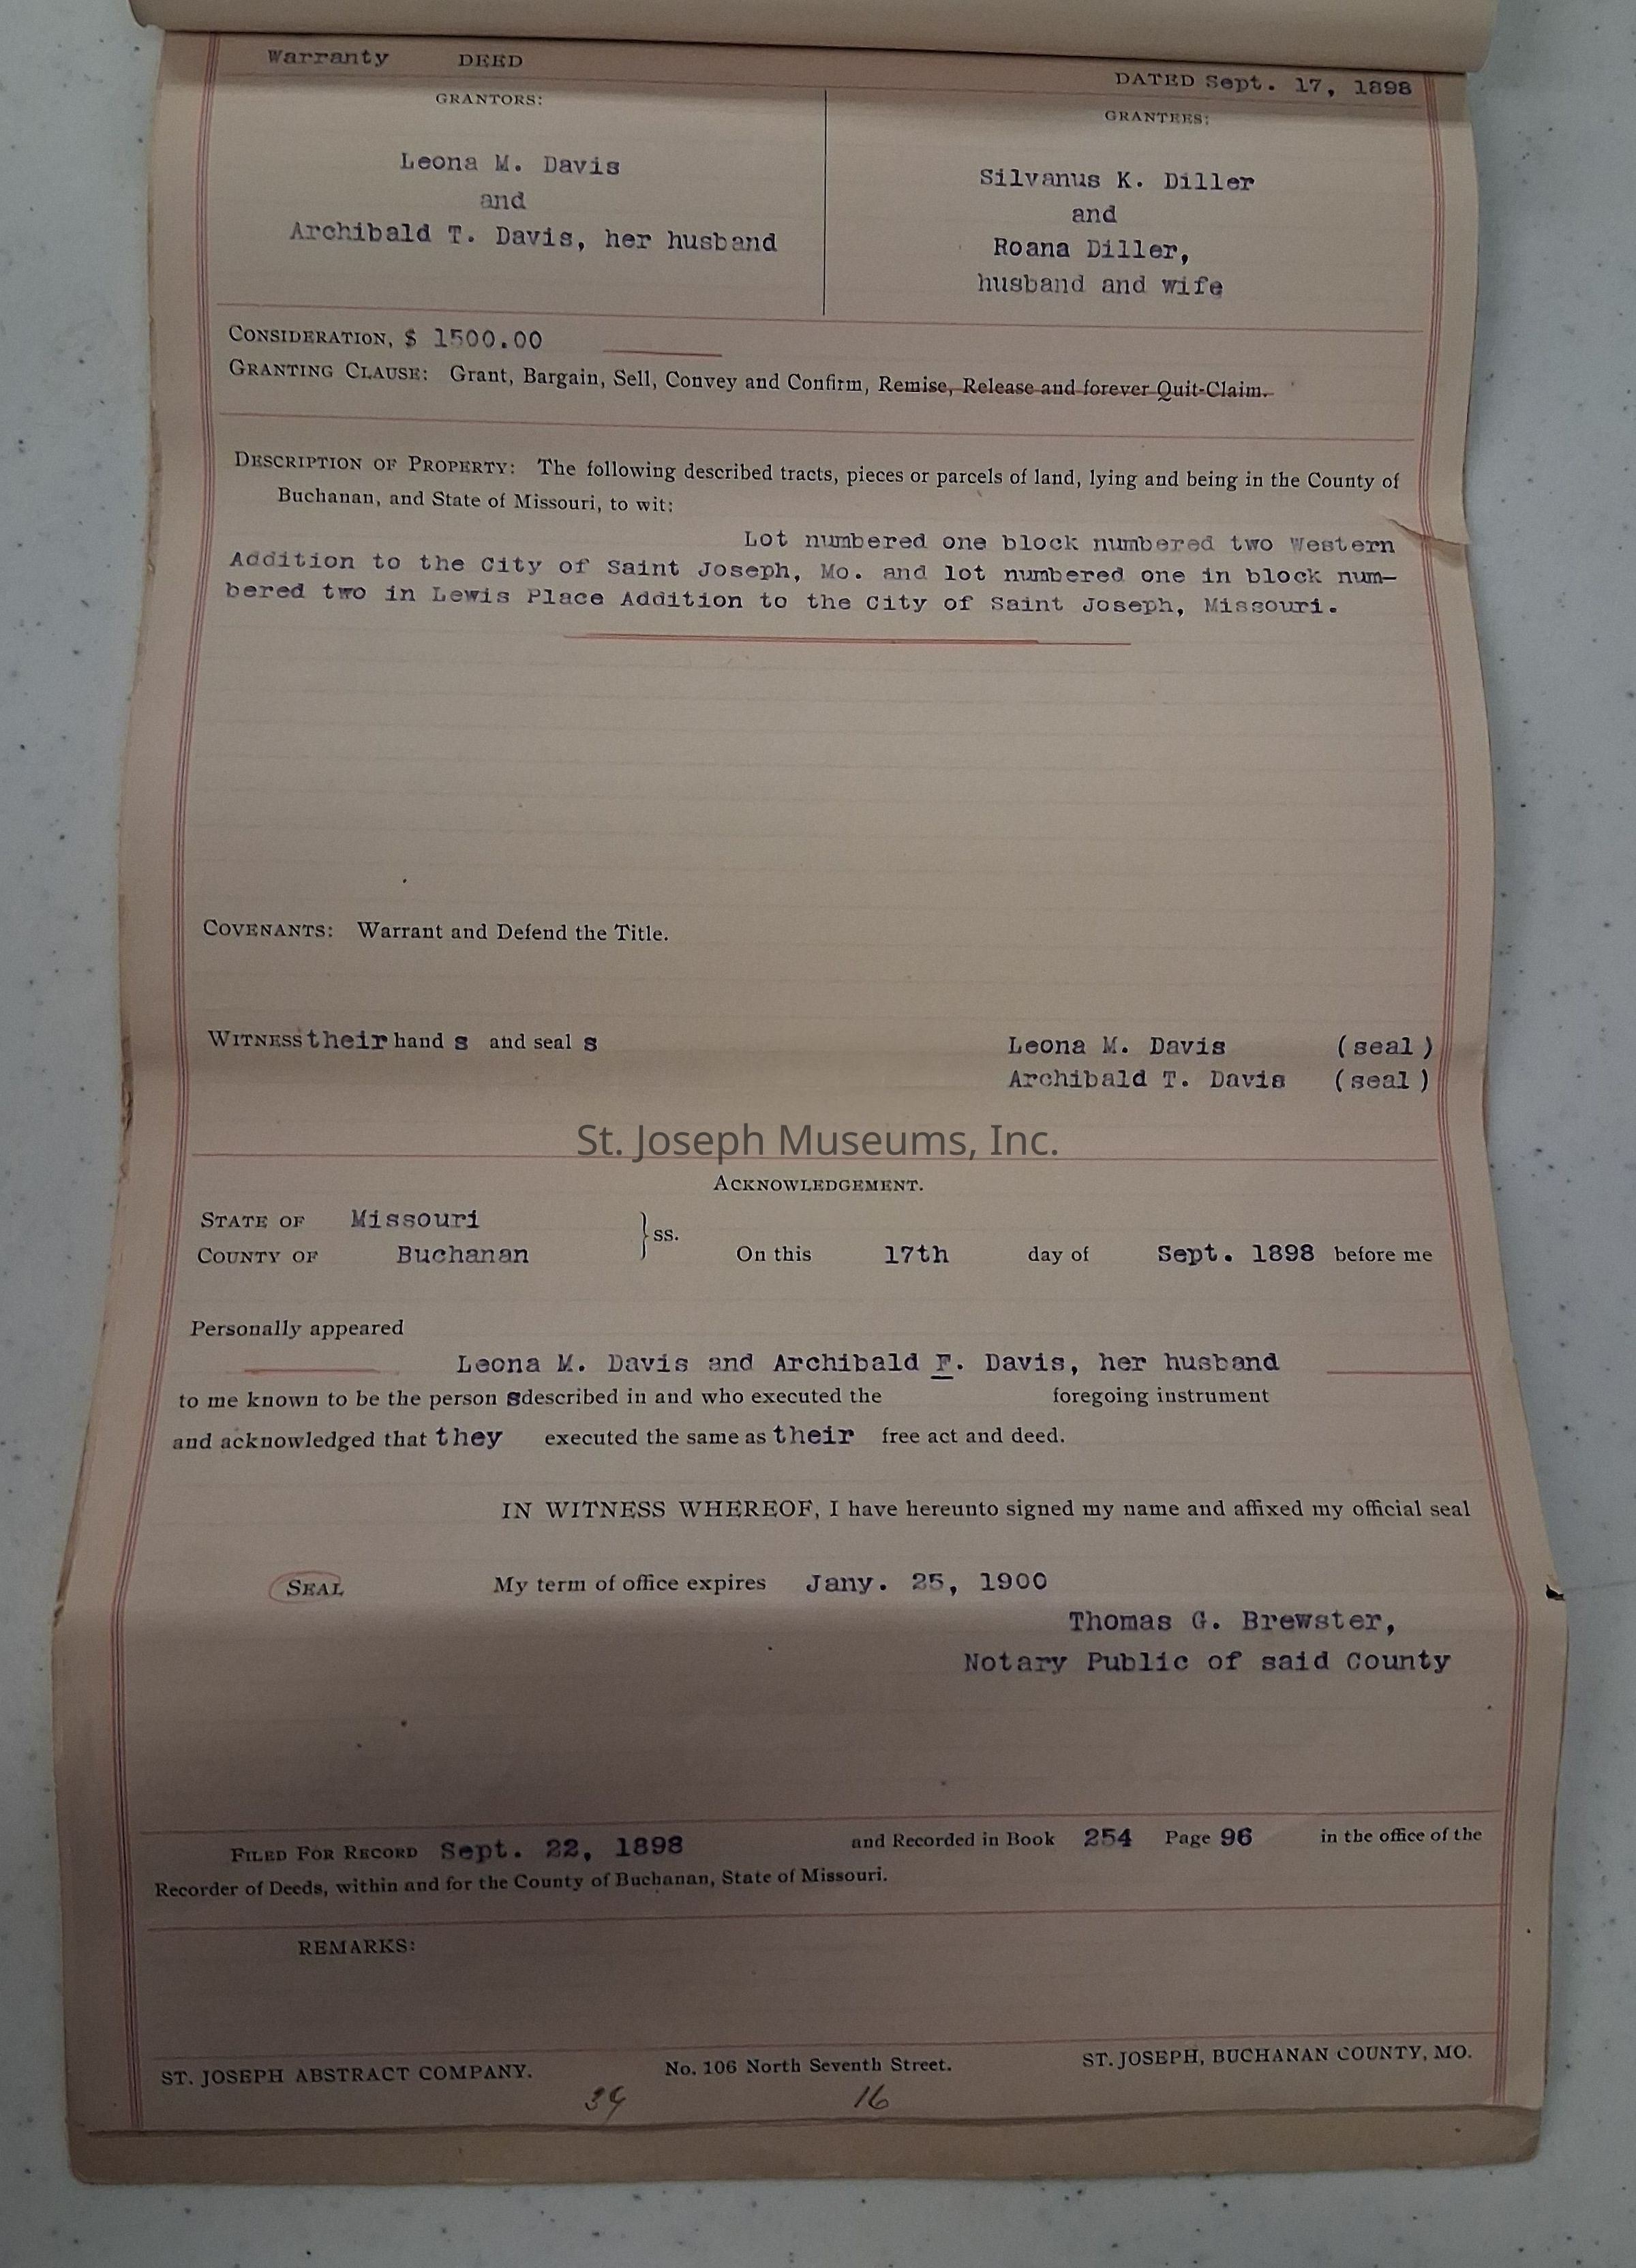 Warranty DEED
DATED Sept. 17, 1898
GRANTORS:
GRANTEES:
Leona M. Davis
and
Archibald T. Davis, her husband
Silvanus K. Diller
and
Roana Diller,
husband and wife
CONSIDERATION, $ 1500.00
GRANTING CLAUSE: Grant, Bargain, Sell, Convey and Confirm, Remise, Release and forever Quit-Claim.
DESCRIPTION OF PROPERTY: The following described tracts, pieces or parcels of land, lying and being in the County of
Buchanan, and State of Missouri, to wit:
Lot numbered one block numbered two Western
Addition to the City of Saint Joseph, Mo. and lot numbered one in block num-
bered two in Lewis Place Addition to the City of Saint Joseph, Missouri.
COVENANTS: Warrant and Defend the Title.
WITNESS their hand s and seal s
Leona M. Davis (seal)
Archibald T. Davis (seal)
St. Joseph Museums, Inc.
ACKNOWLEDGEMENT.
STATE OF Missouri
COUNTY OF Buchanan } ss. On this 17th day of Sept. 1898 before me
Personally appeared
Leona M. Davis and Archibald F. Davis, her husband
to me known to be the person s described in and who executed the foregoing instrument
and acknowledged that they executed the same as their free act and deed.
IN WITNESS WHEREOF, I have hereunto signed my name and affixed my official seal
SEAL My term of office expires Jany. 25, 1900
Thomas G. Brewster,
Notary Public of said County
FILED FOR RECORD Sept. 22, 1898 and Recorded in Book 254 Page 96 in the office of the
Recorder of Deeds, within and for the County of Buchanan, State of Missouri.
REMARKS:
ST. JOSEPH ABSTRACT COMPANY. No. 106 North Seventh Street. ST. JOSEPH, BUCHANAN COUNTY, MO.
16